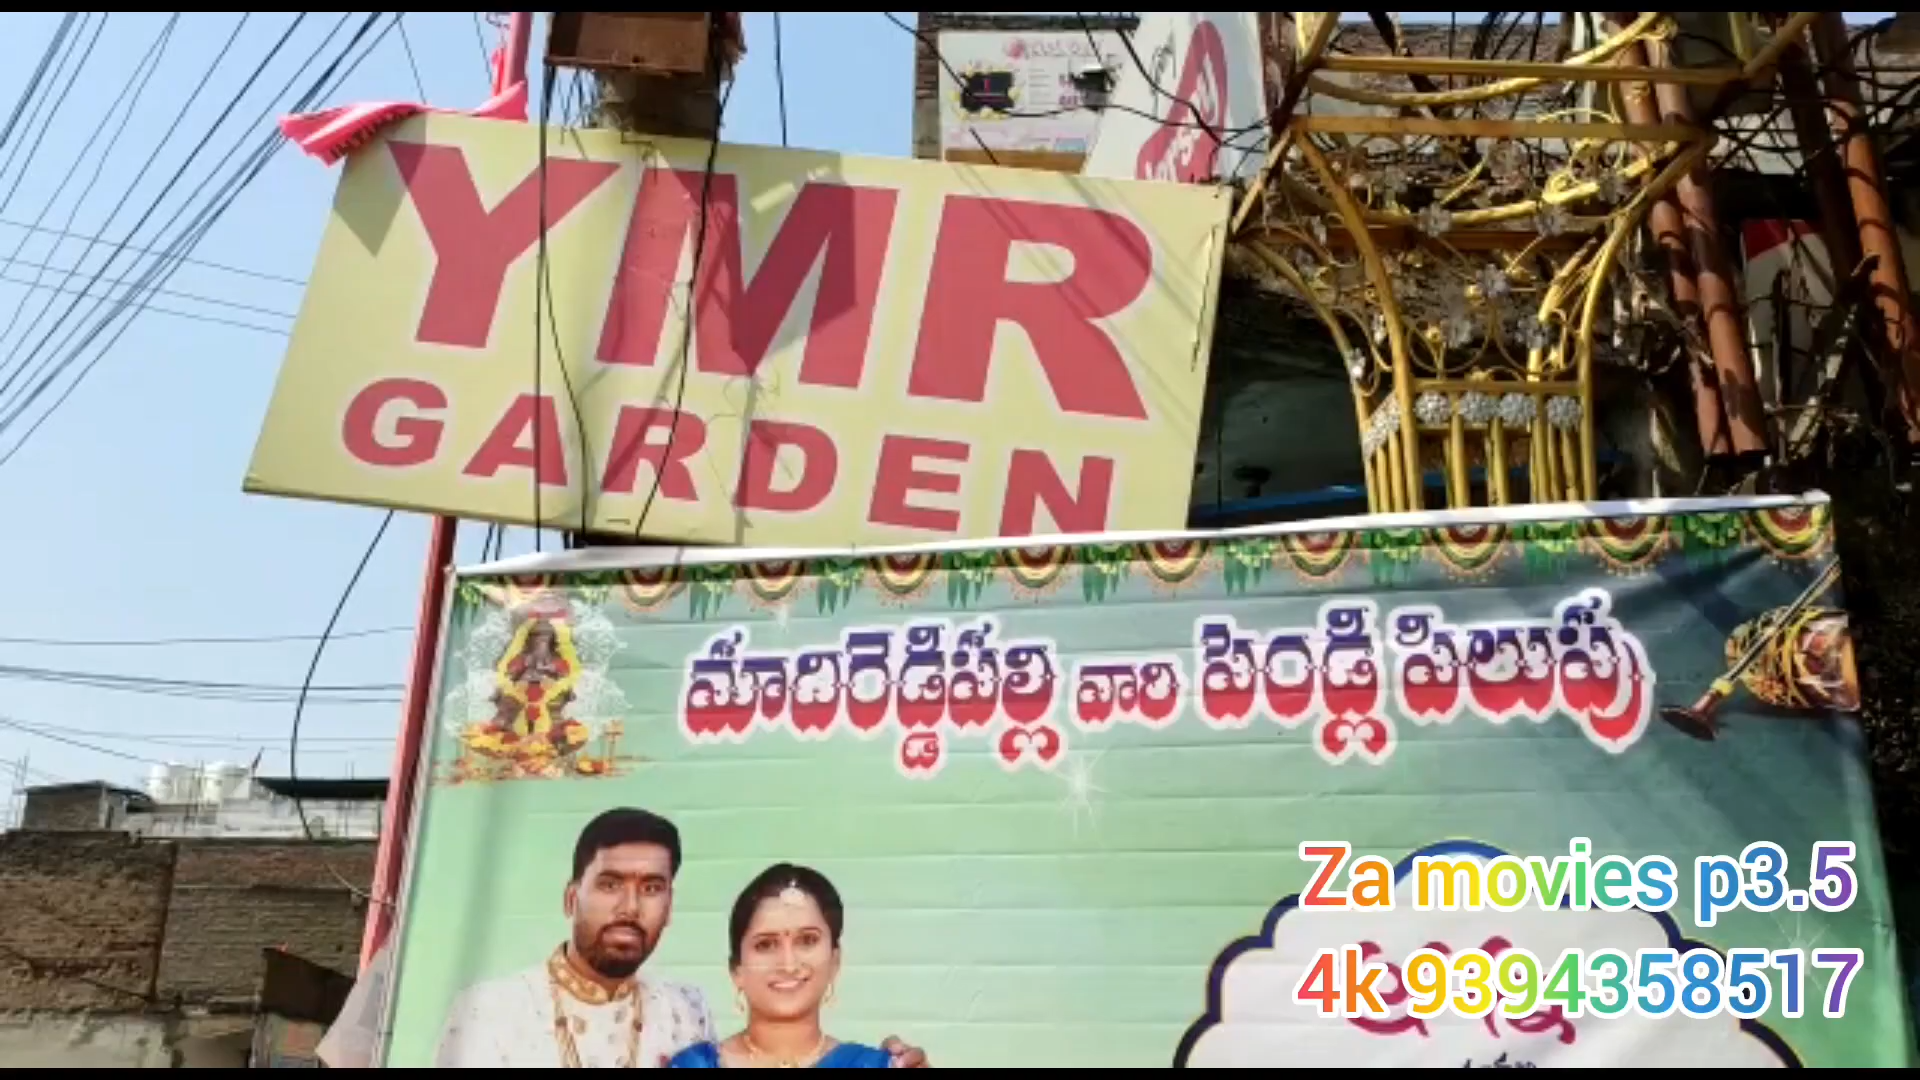 YMR
GARDEN
మాదిరెడ్డిపల్లి వారి పెండ్లి పిలుపు
Za movies p3.5
4k 9394358517